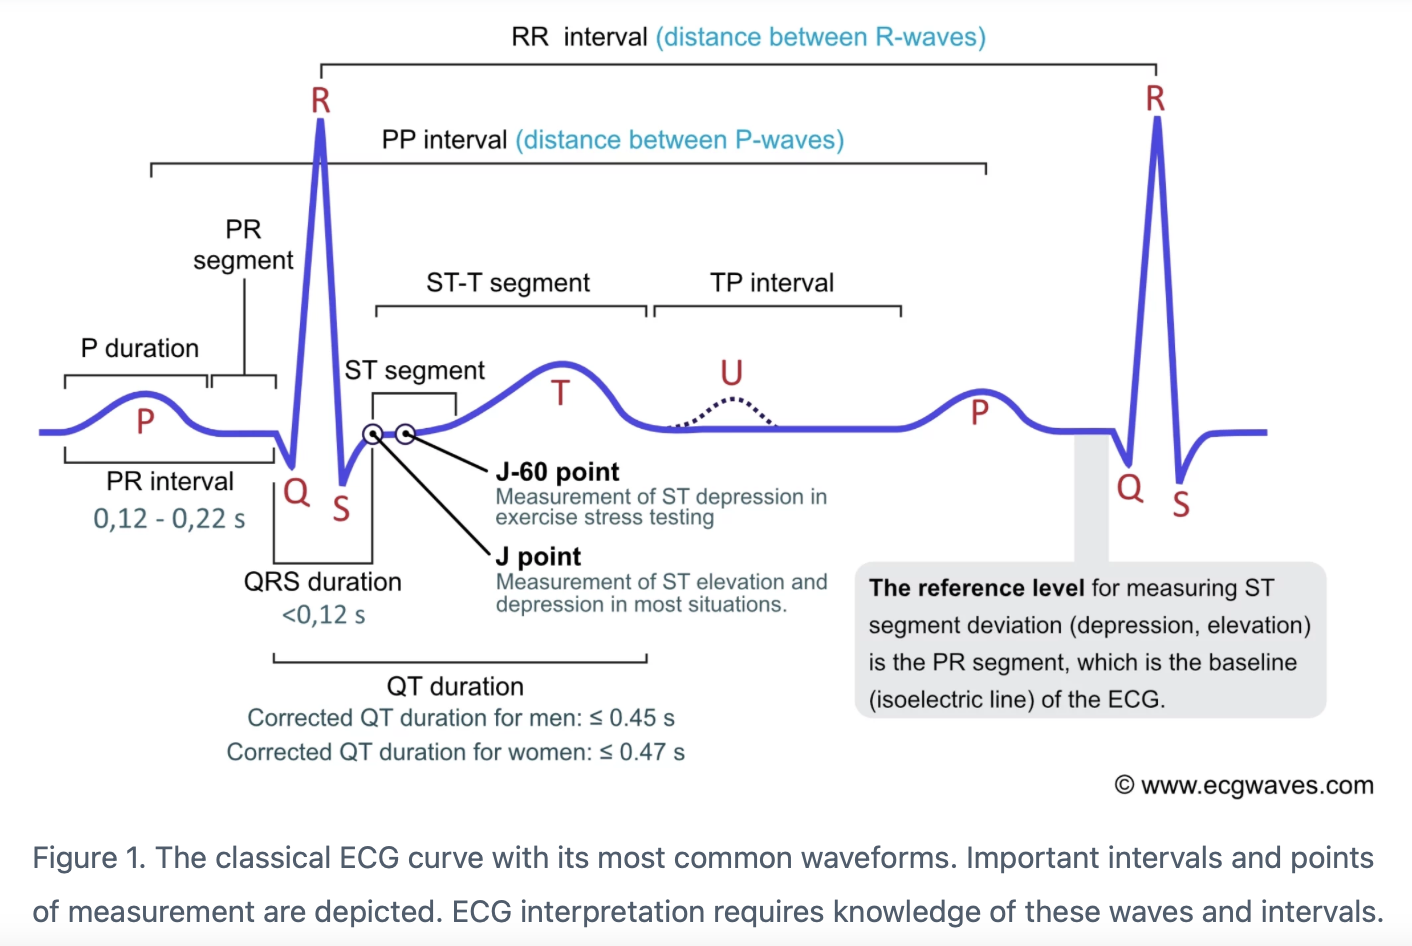 RR interval (distance between R-waves)
R
R
PP interval (distance between P-waves)
PR
segment
ST-T segment
TP interval
P duration
ST segment
U
T
P
P
PR interval
0,12 - 0,22 s
Q
S
J-60 point
Measurement of ST depression in
exercise stress testing
Q
S
J point
Measurement of ST elevation and
depression in most situations.
QRS duration
<0,12 s
The reference level for measuring ST
segment deviation (depression, elevation)
is the PR segment, which is the baseline
(isoelectric line) of the ECG.
QT duration
Corrected QT duration for men: ≤ 0.45 s
Corrected QT duration for women: ≤ 0.47 s
© www.ecgwaves.com
Figure 1. The classical ECG curve with its most common waveforms. Important intervals and points
of measurement are depicted. ECG interpretation requires knowledge of these waves and intervals.